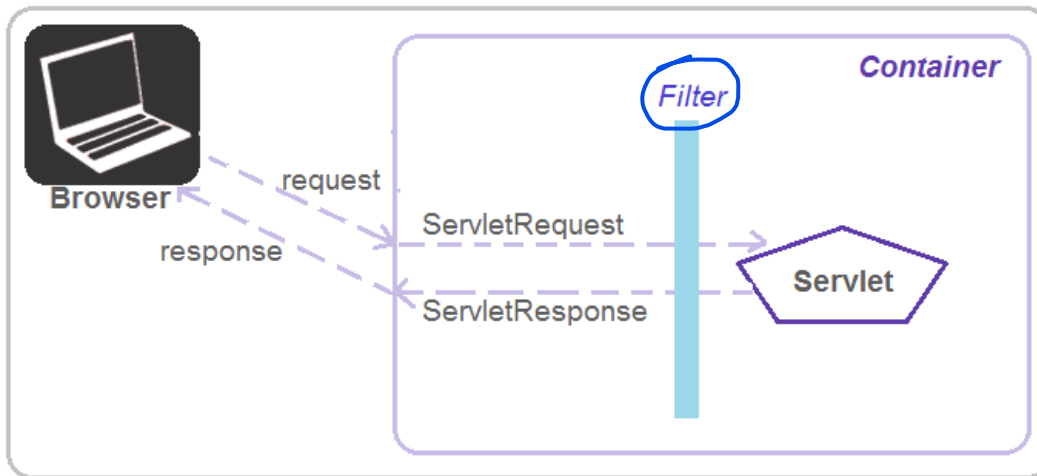 Container
Filter
Browser
request
response
ServletRequest
ServletResponse
Servlet